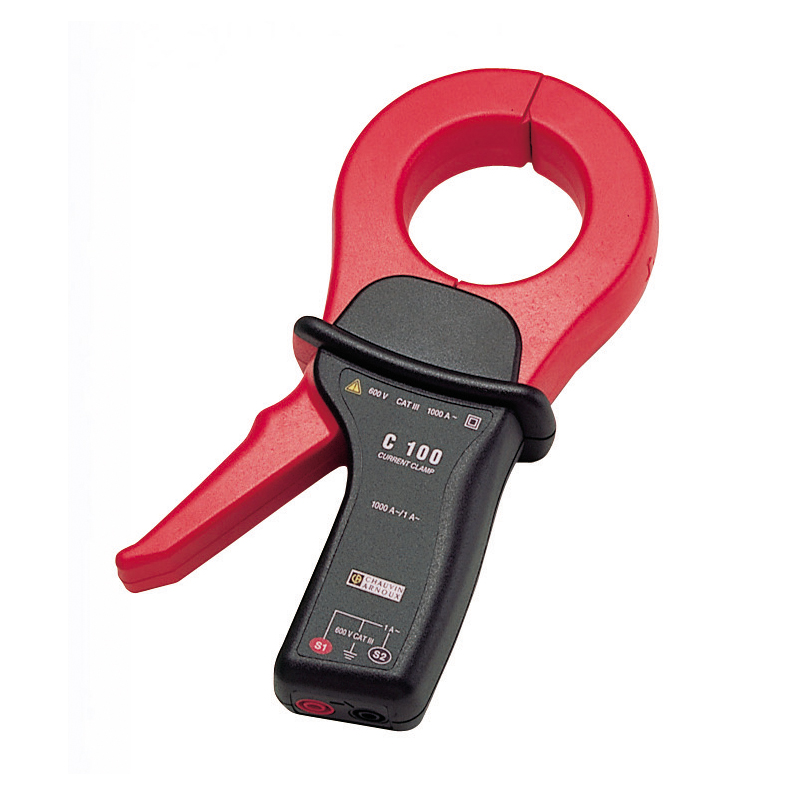 600 V CAT III 1000 A ~
C 100
CURRENT CLAMP
1000 A~/1 A~
CHAUVIN
ARNOUX
1 A~
600 V CAT III
S1 S2